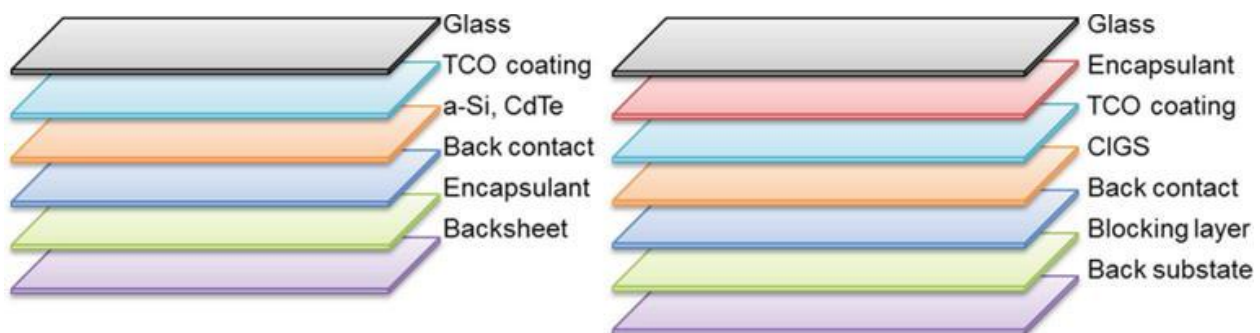 Glass
TCO coating
a-Si, CdTe
Back contact
Encapsulant
Backsheet
Glass
Encapsulant
TCO coating
CIGS
Back contact
Blocking layer
Back substate